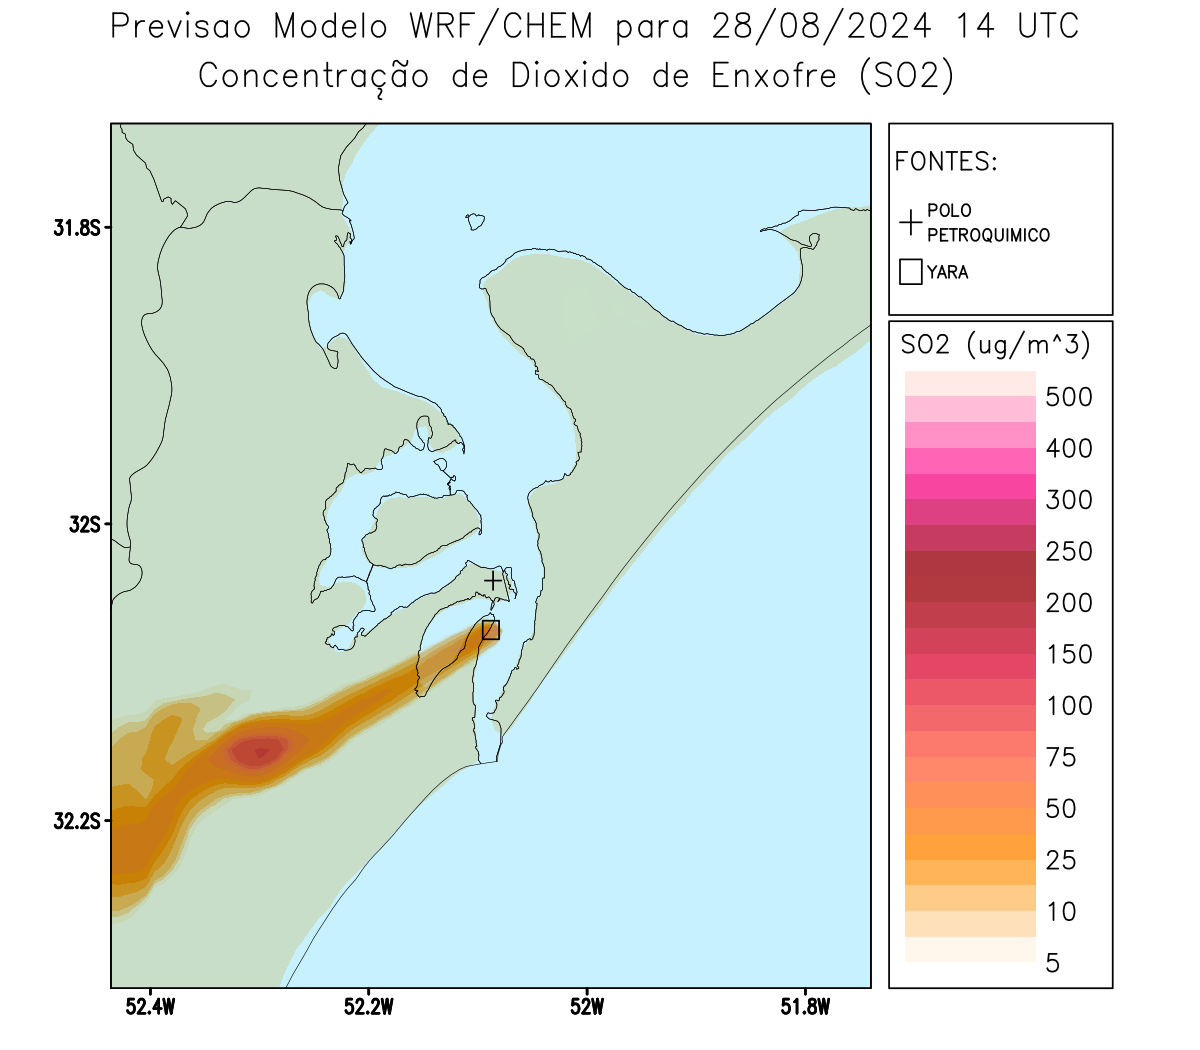 Previsao Modelo WRF/CHEM para 28/08/2024 14 UTC
Concentração de Dioxido de Enxofre (SO2)
FONTES:
POLO
PETROQUIMICO
YARA
SO2 (ug/m^3)
500
400
300
250
200
150
100
75
50
25
10
5
31.8S
32S
32.2S
52.4W
52.2W
52W
51.8W